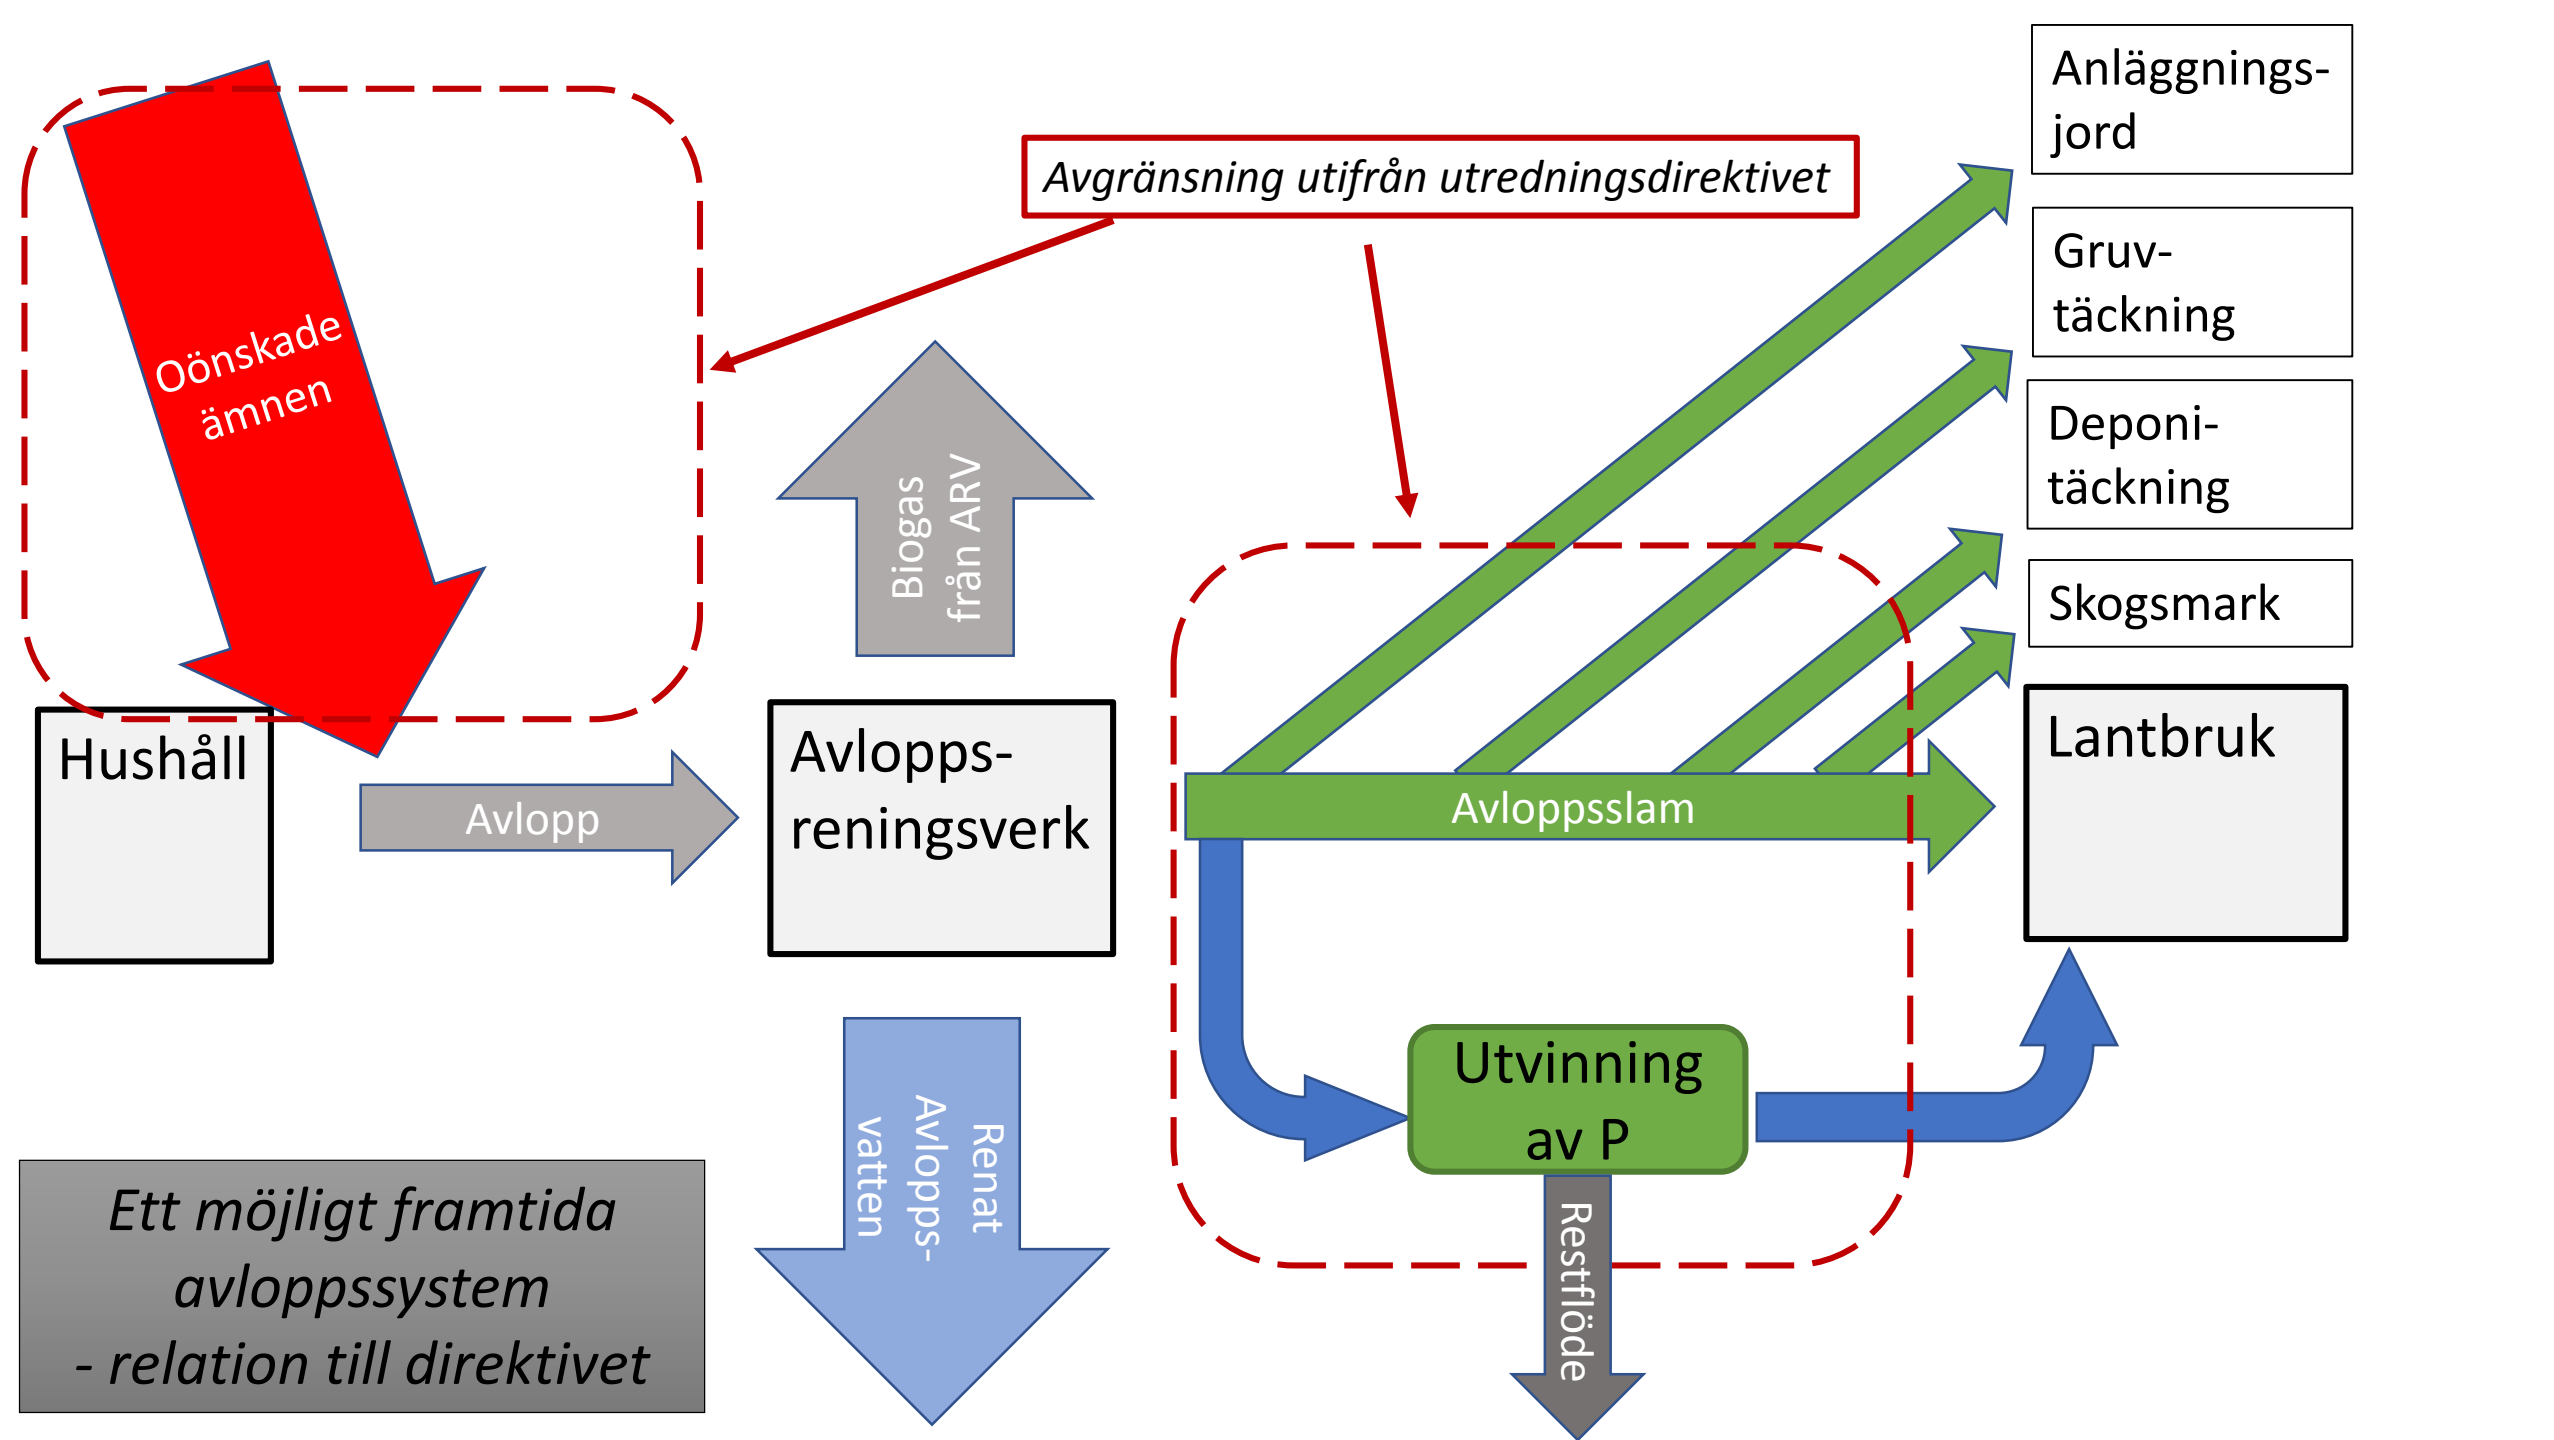 Anläggnings-
jord
Avgränsning utifrån utredningsdirektivet
Gruv-
täckning
Oönskade
ämnen
Deponi-
täckning
Biogas
från ARV
Skogsmark
Hushåll
Avlopp
Avlopps-
reningsverk
Avloppsslam
Lantbruk
Utvinning
av P
Renat
Avlopps-
vatten
Restflöde
Ett möjligt framtida
avloppssystem
- relation till direktivet